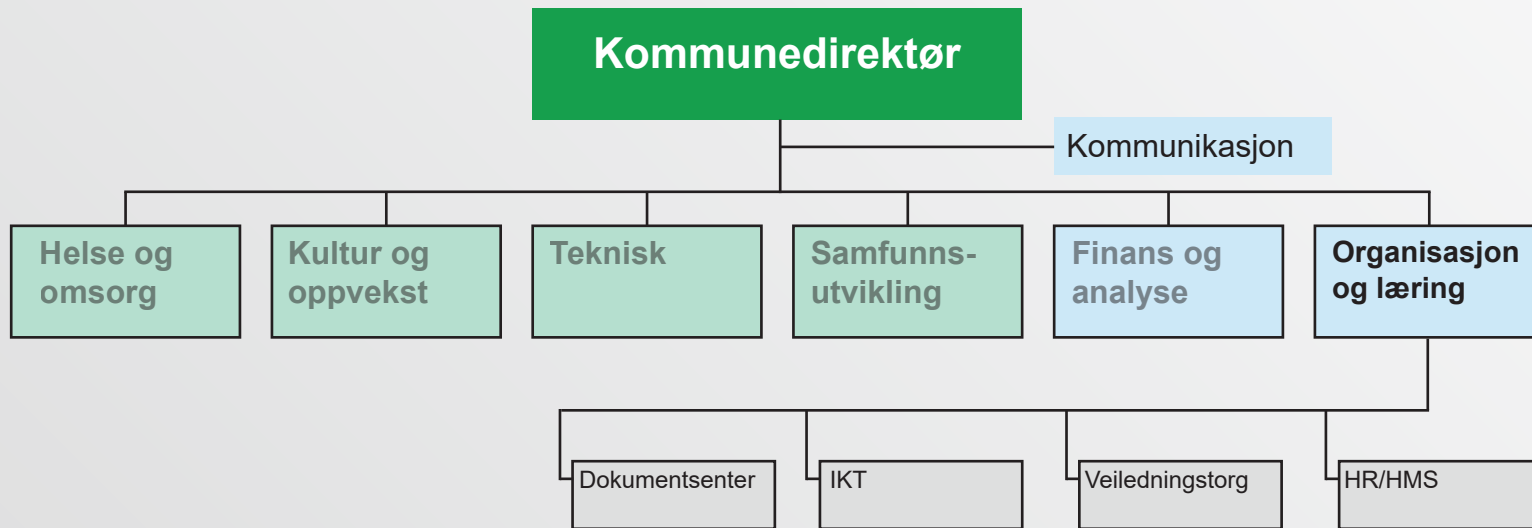 Kommunedirektør
Kommunikasjon
Helse og
omsorg
Kultur og
oppvekst
Teknisk
Samfunns-
utvikling
Finans og
analyse
Organisasjon
og læring
Dokumentsenter
IKT
Veiledningstorg
HR/HMS